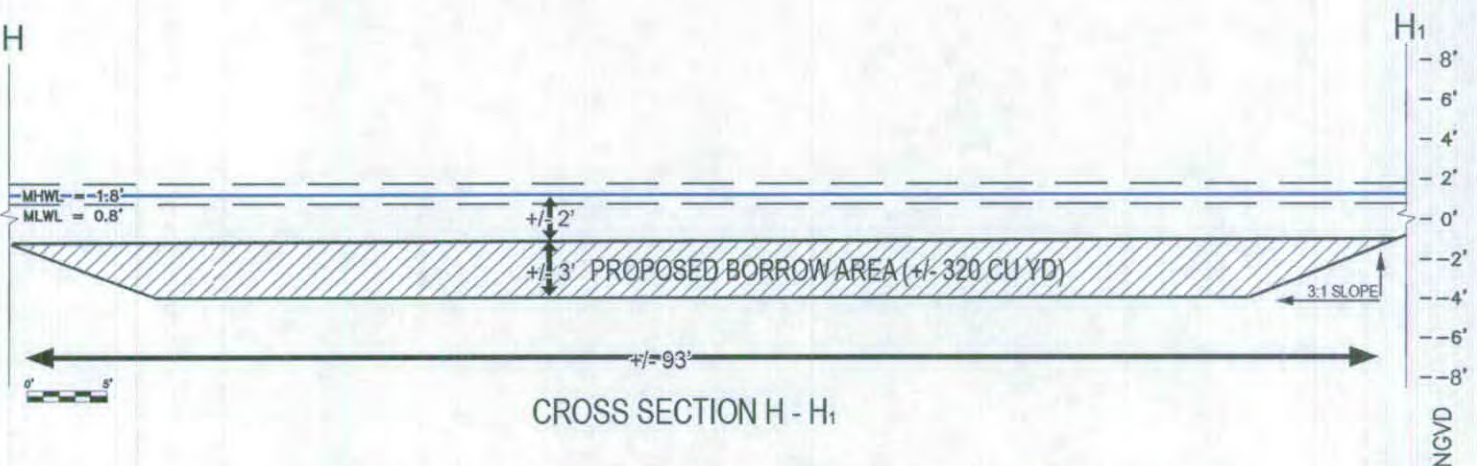 H
H₁
8'
6'
4'
2'
0'
-2'
-4'
-6'
-8'
NGVD
MHWL = 1.8'
MLWL = 0.8'
+/- 2'
+/- 3'
PROPOSED BORROW AREA (+/- 320 CU YD)
3:1 SLOPE
+/- 93'
0' 5'
CROSS SECTION H - H₁